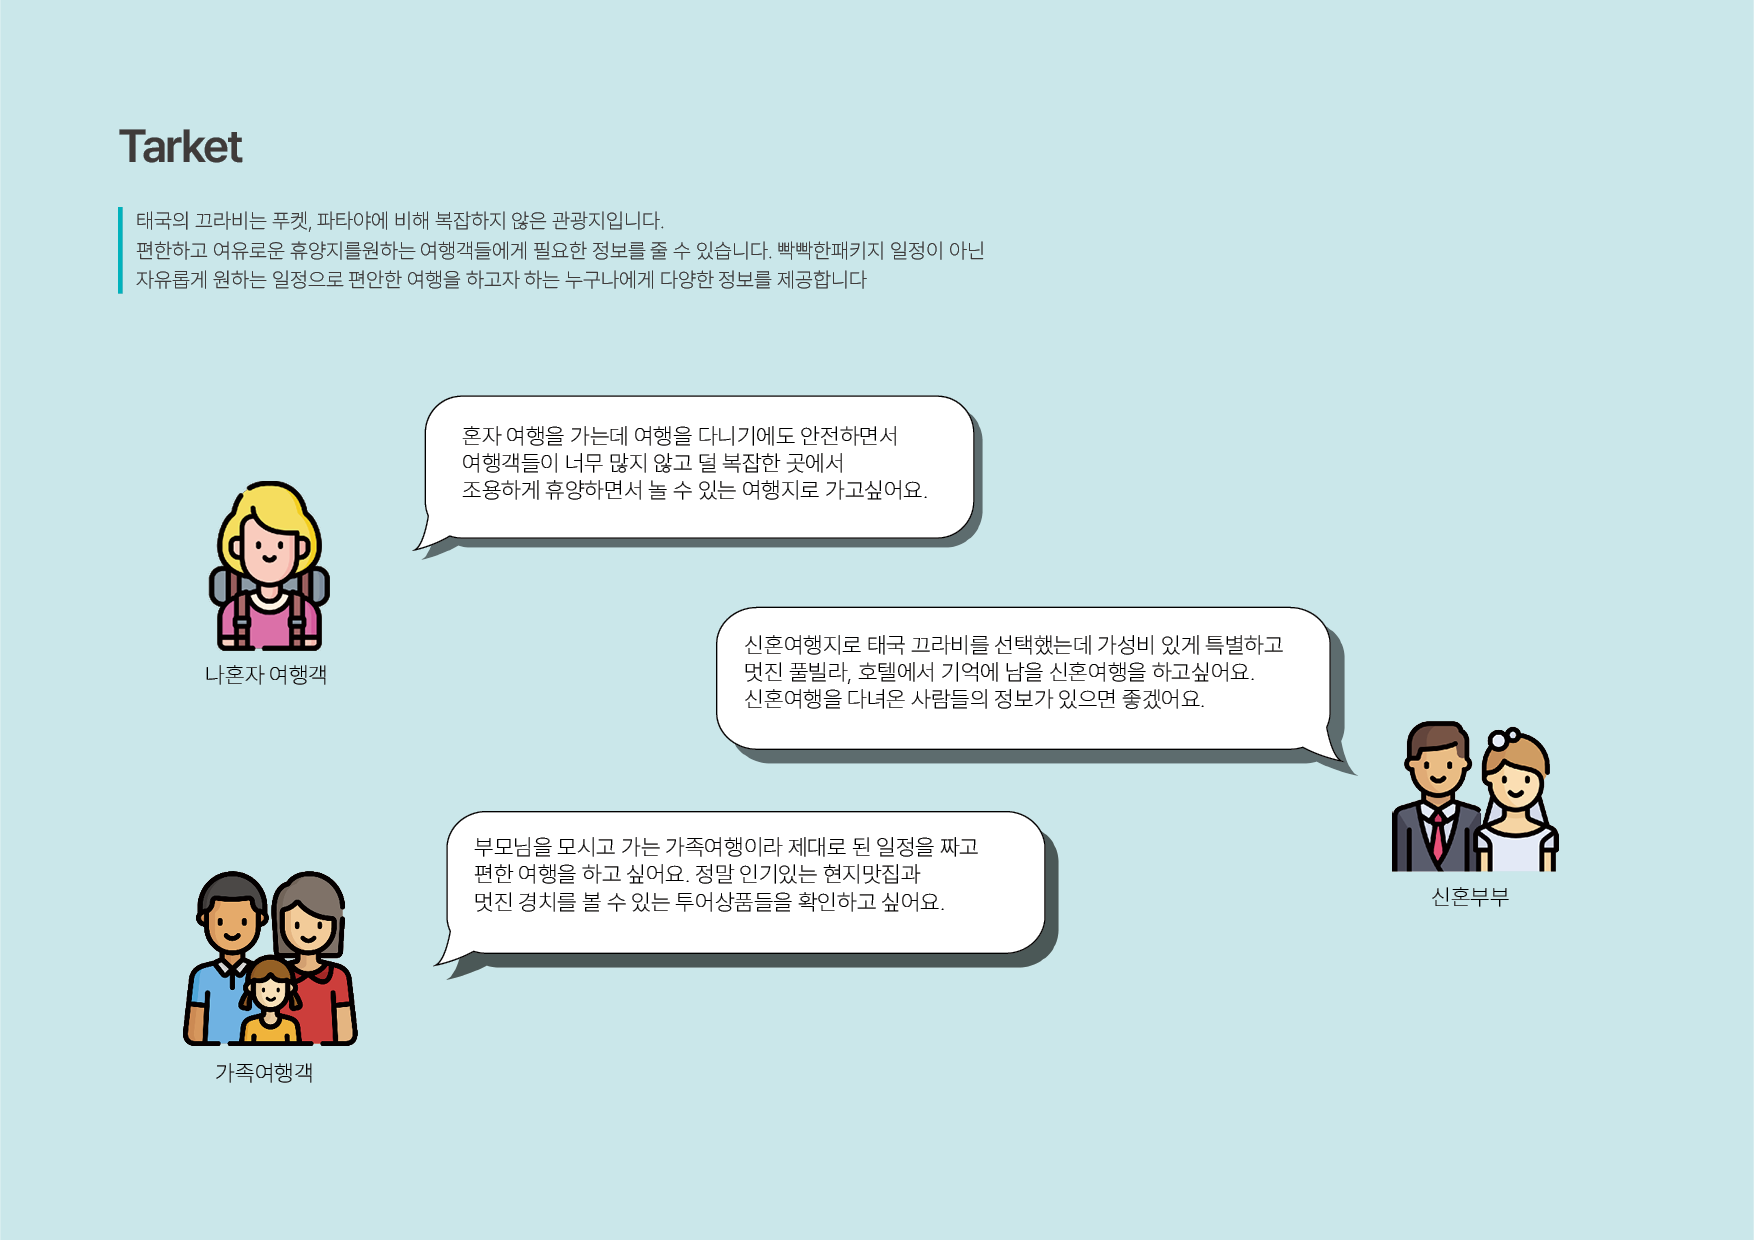 Tarket
태국의 끄라비는 푸켓, 파타야에 비해 복잡하지 않은 관광지입니다.
편한하고 여유로운 휴양지를원하는 여행객들에게 필요한 정보를 줄 수 있습니다. 빡빡한패키지 일정이 아닌
자유롭게 원하는 일정으로 편안한 여행을 하고자 하는 누구나에게 다양한 정보를 제공합니다
혼자 여행을 가는데 여행을 다니기에도 안전하면서
여행객들이 너무 많지 않고 덜 복잡한 곳에서
조용하게 휴양하면서 놀 수 있는 여행지로 가고싶어요.
나혼자 여행객
신혼여행지로 태국 끄라비를 선택했는데 가성비 있게 특별하고
멋진 풀빌라, 호텔에서 기억에 남을 신혼여행을 하고싶어요.
신혼여행을 다녀온 사람들의 정보가 있으면 좋겠어요.
신혼부부
부모님을 모시고 가는 가족여행이라 제대로 된 일정을 짜고
편한 여행을 하고 싶어요. 정말 인기있는 현지맛집과
멋진 경치를 볼 수 있는 투어상품들을 확인하고 싶어요.
가족여행객